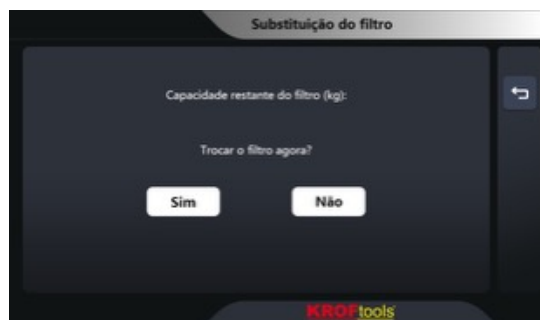 Substituição do filtro
Capacidade restante do filtro (kg):
Trocar o filtro agora?
Sim Não
KROFtools